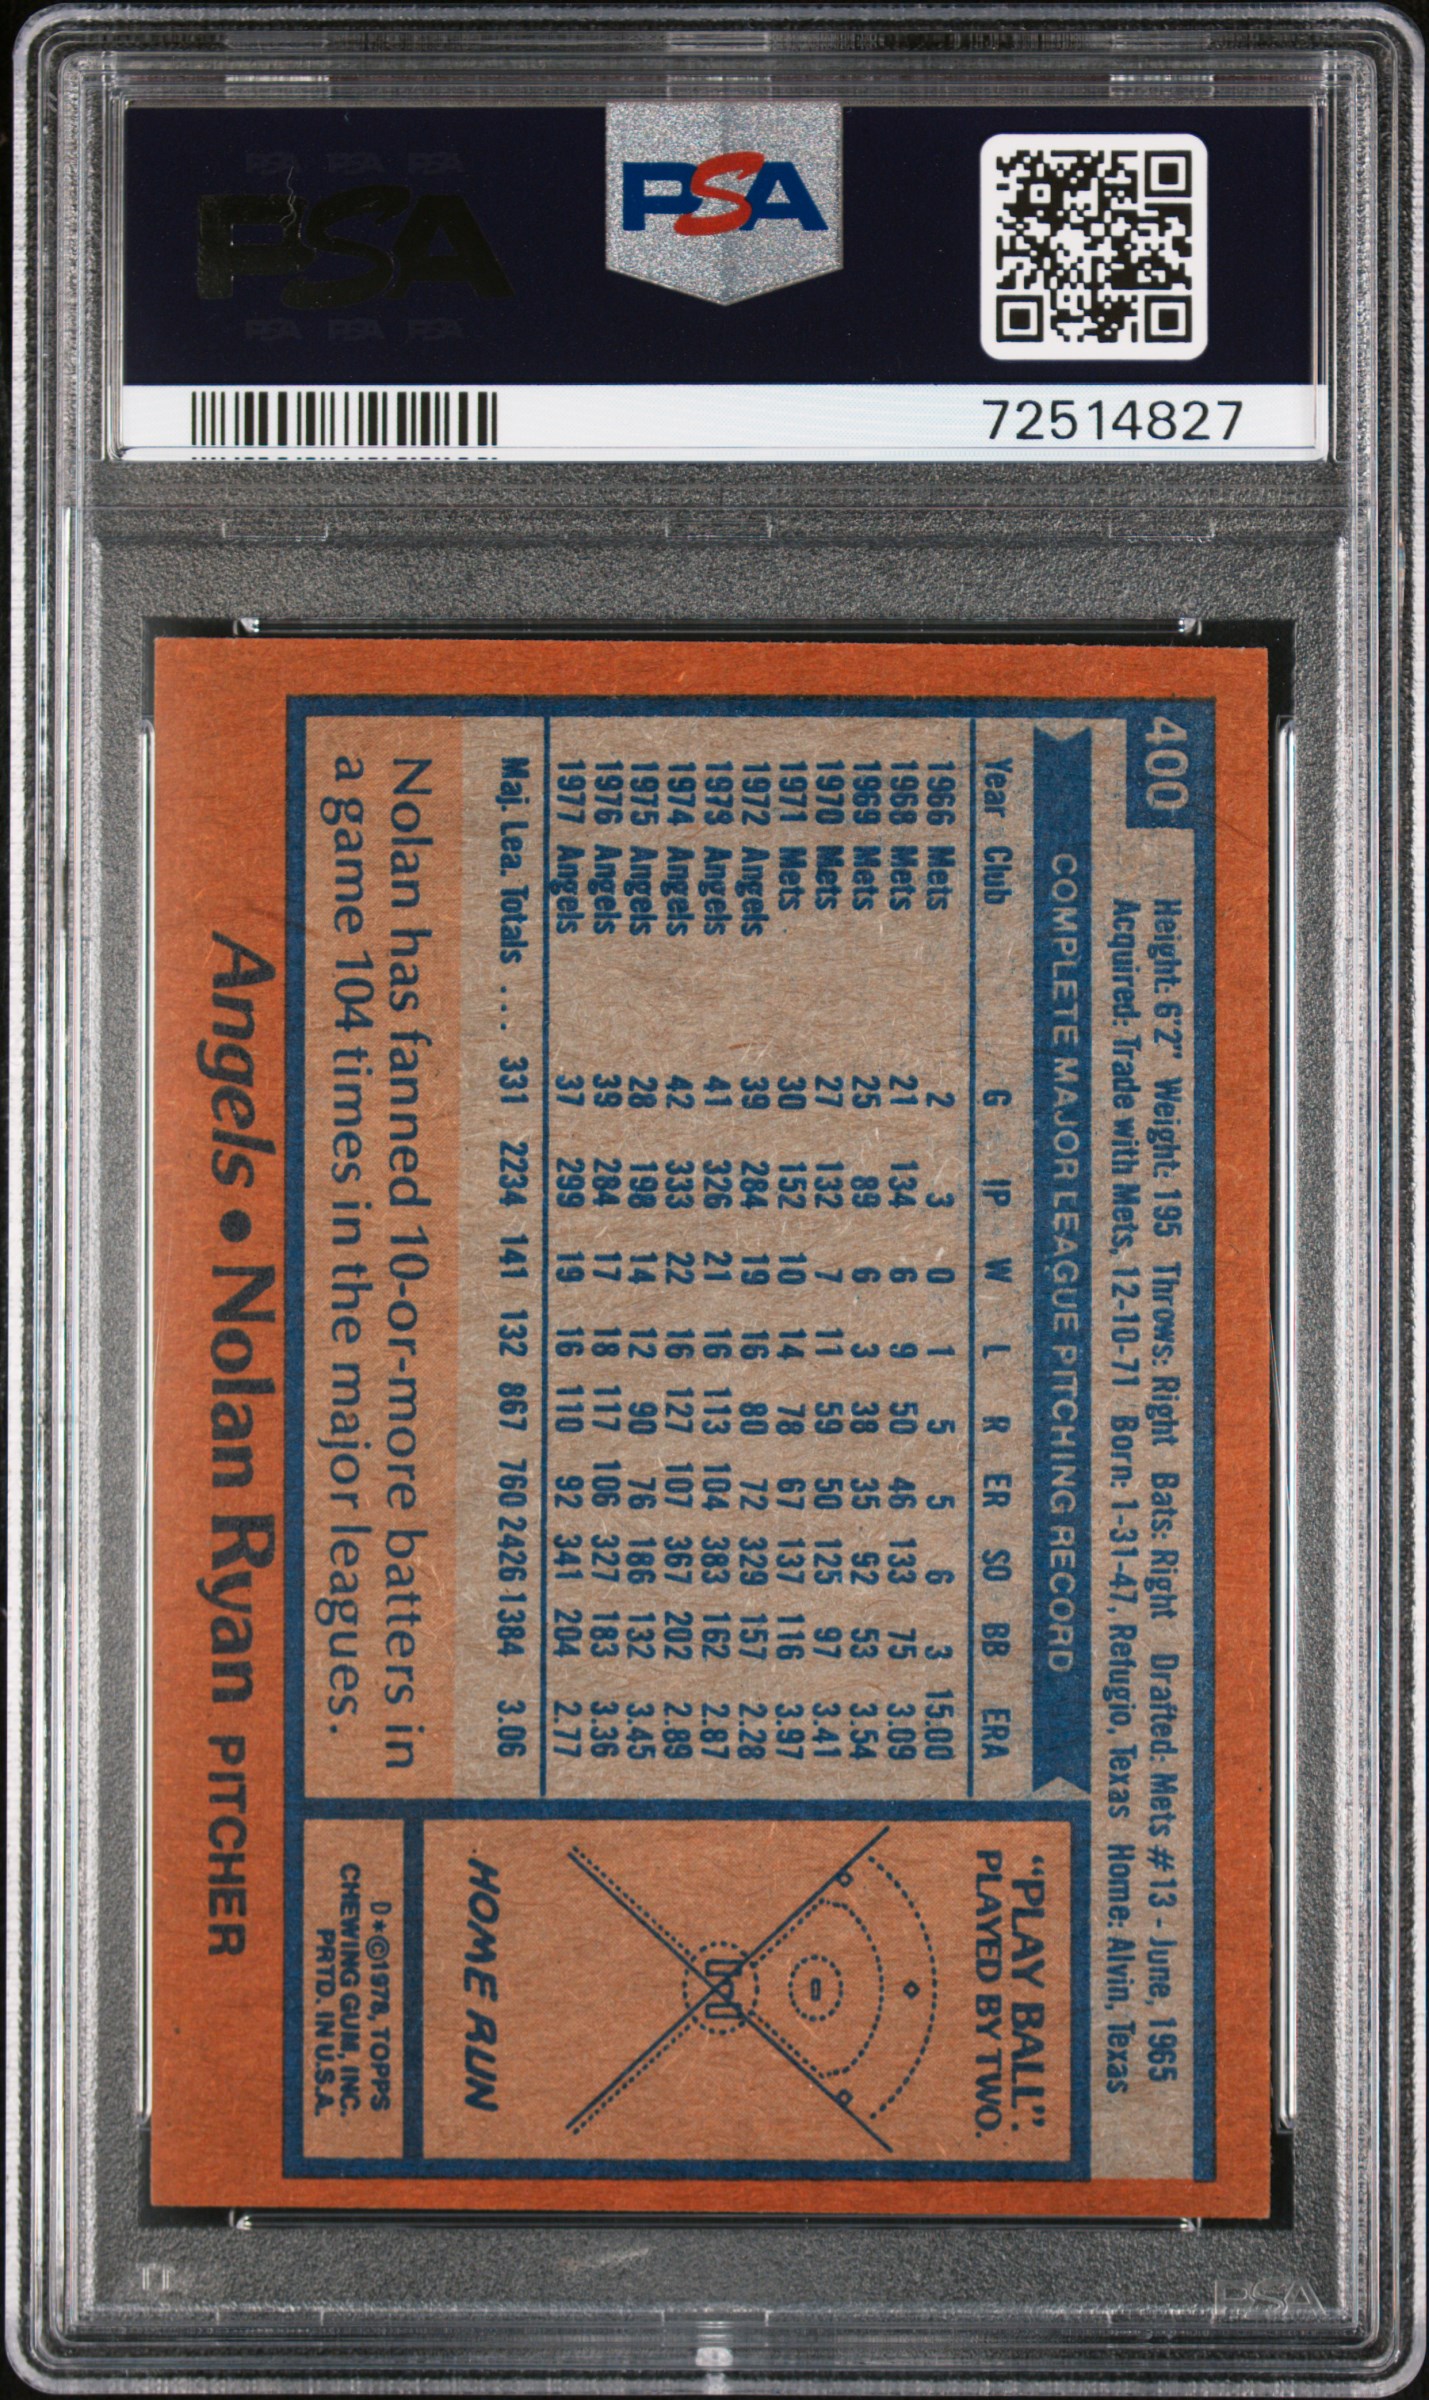 PSA PSA PSA
PSA
PSA PSA PSA
PSA
72514827
400
Height: 6'2" Weight: 195 Throws: Right Bats: Right Drafted: Mets #13 - June, 1965
Acquired: Trade with Mets, 12-10-71 Born: 1-31-47, Refugio, Texas Home: Alvin, Texas
COMPLETE MAJOR LEAGUE PITCHING RECORD
Year Club G IP W L R ER SO BB ERA
1966 Mets 2 3 0 1 5 5 6 3 15.00
1968 Mets 21 134 6 9 50 46 133 75 3.09
1969 Mets 25 89 6 3 38 35 92 53 3.54
1970 Mets 27 132 7 11 59 50 125 97 3.41
1971 Mets 30 152 10 14 78 67 137 116 3.97
1972 Angels 39 284 19 16 80 72 329 157 2.28
1973 Angels 41 326 21 16 113 104 383 162 2.87
1974 Angels 42 333 22 16 127 107 367 202 2.89
1975 Angels 28 198 14 12 90 76 186 132 3.45
1976 Angels 39 284 17 18 117 106 327 183 3.36
1977 Angels 37 299 19 16 110 92 341 204 2.77
Maj. Lea. Totals . . . 331 2234 141 132 867 760 2426 1384 3.06
Nolan has fanned 10-or-more batters in
a game 104 times in the major leagues.
"PLAY BALL":
PLAYED BY TWO.
HOME RUN
D*©1978, TOPPS
CHEWING GUM, INC.
PRTD. IN U.S.A.
Angels • Nolan Ryan PITCHER
PSA